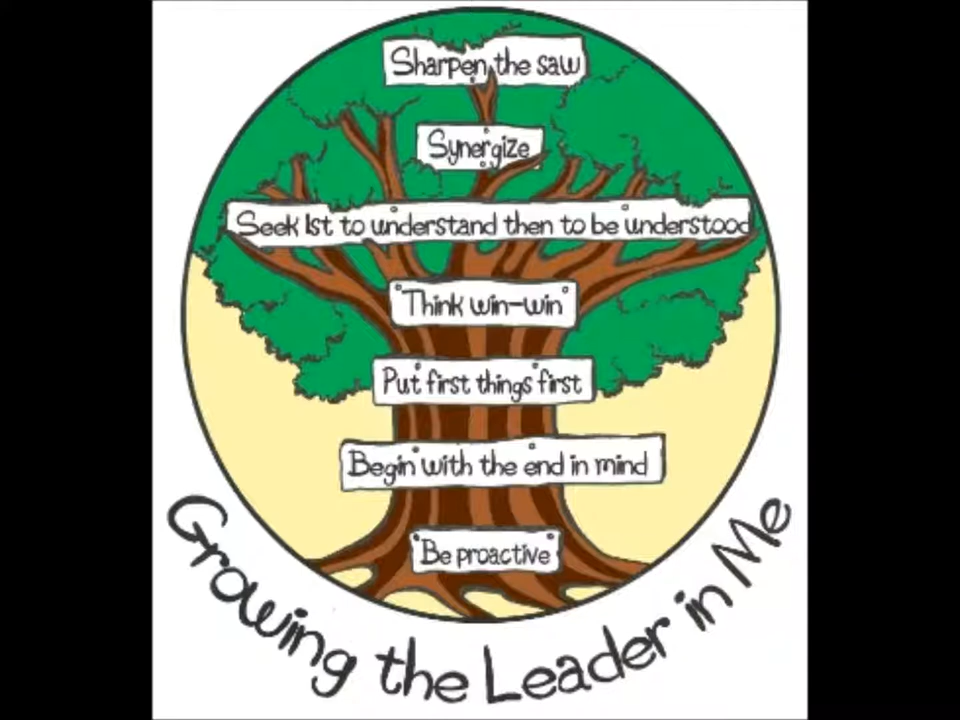 Sharpen the saw
Synergize
Seek 1st to understand then to be understood
"Think win-win"
Put first things first
Begin with the end in mind
Be proactive
Growing the Leader in Me